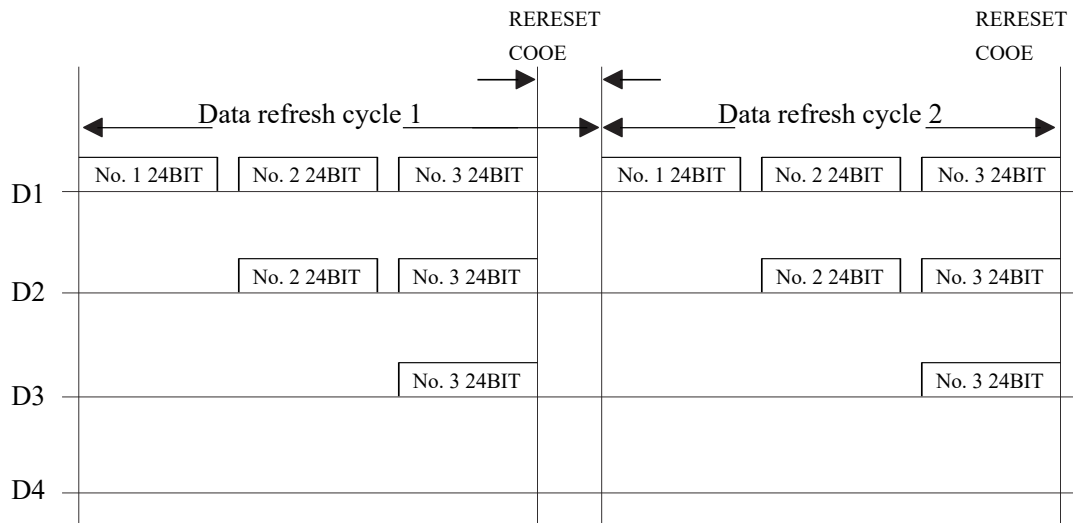 RERESET
COOE
RERESET
COOE
Data refresh cycle 1
Data refresh cycle 2
D1
No. 1 24BIT
No. 2 24BIT
No. 3 24BIT
No. 1 24BIT
No. 2 24BIT
No. 3 24BIT
D2
No. 2 24BIT
No. 3 24BIT
No. 2 24BIT
No. 3 24BIT
D3
No. 3 24BIT
No. 3 24BIT
D4